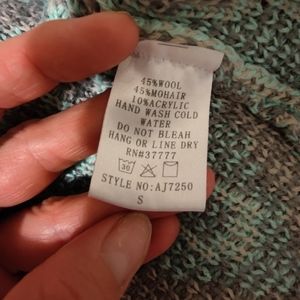 45%WOOL
45%MOHAIR
10%ACRYLIC
HAND WASH COLD
WATER
DO NOT BLEAH
HANG OR LINE DRY
RN#37777
30
STYLE NO:AJ7250
S